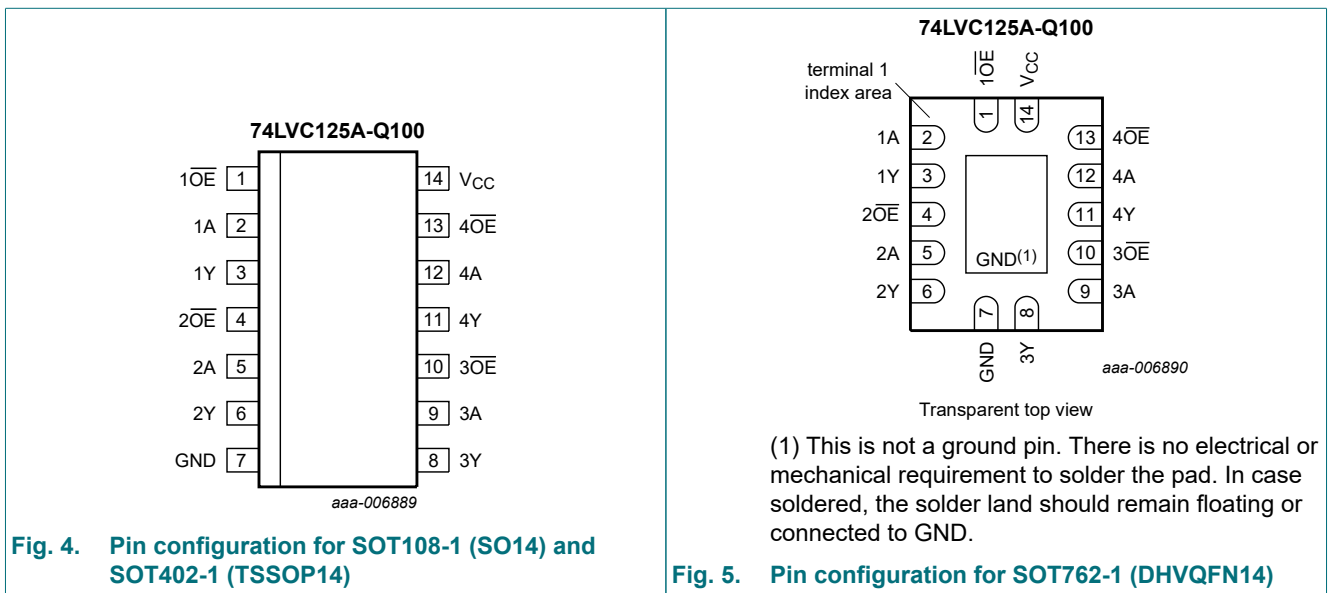 74LVC125A-Q100
1OE 1
14 VCC
1A 2
13 4OE
1Y 3
12 4A
2OE 4
11 4Y
2A 5
10 3OE
2Y 6
9 3A
GND 7
8 3Y
aaa-006889
Fig. 4. Pin configuration for SOT108-1 (SO14) and
SOT402-1 (TSSOP14)
74LVC125A-Q100
terminal 1
index area
1OE
VCC
1
14
1A 2
13 4OE
1Y 3
12 4A
2OE 4
11 4Y
2A 5
10 3OE
2Y 6
9 3A
GND(1)
7
8
GND
3Y
aaa-006890
Transparent top view
(1) This is not a ground pin. There is no electrical or
mechanical requirement to solder the pad. In case
soldered, the solder land should remain floating or
connected to GND.
Fig. 5. Pin configuration for SOT762-1 (DHVQFN14)